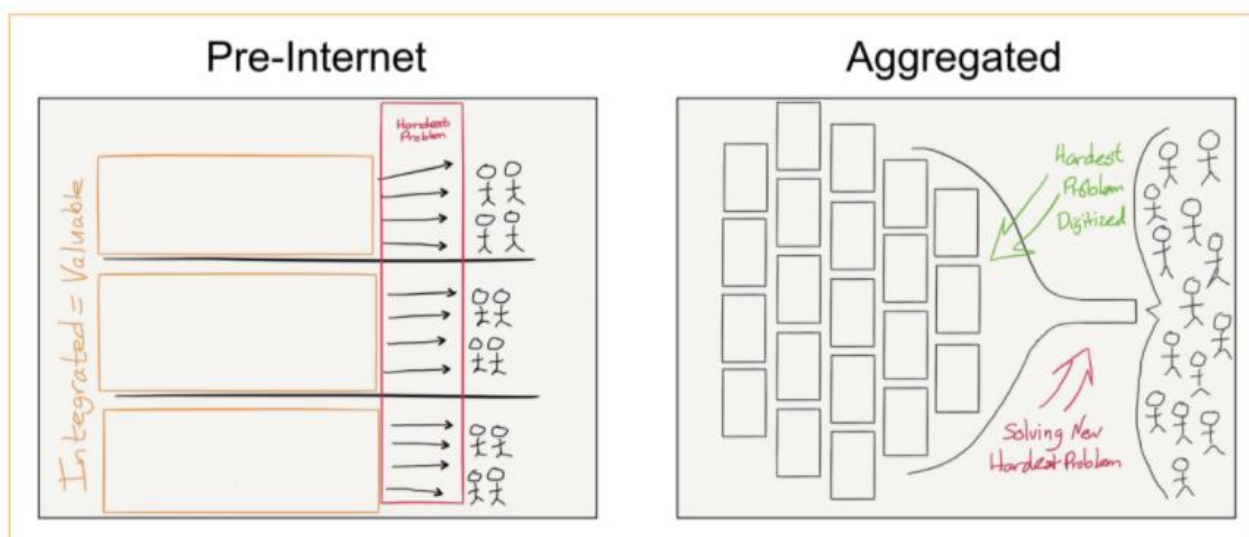 Pre-Internet
Integrated = Valuable
Hardest
Problem
Aggregated
Hardest
Problem
Digitized
Solving New
Hardest Problem